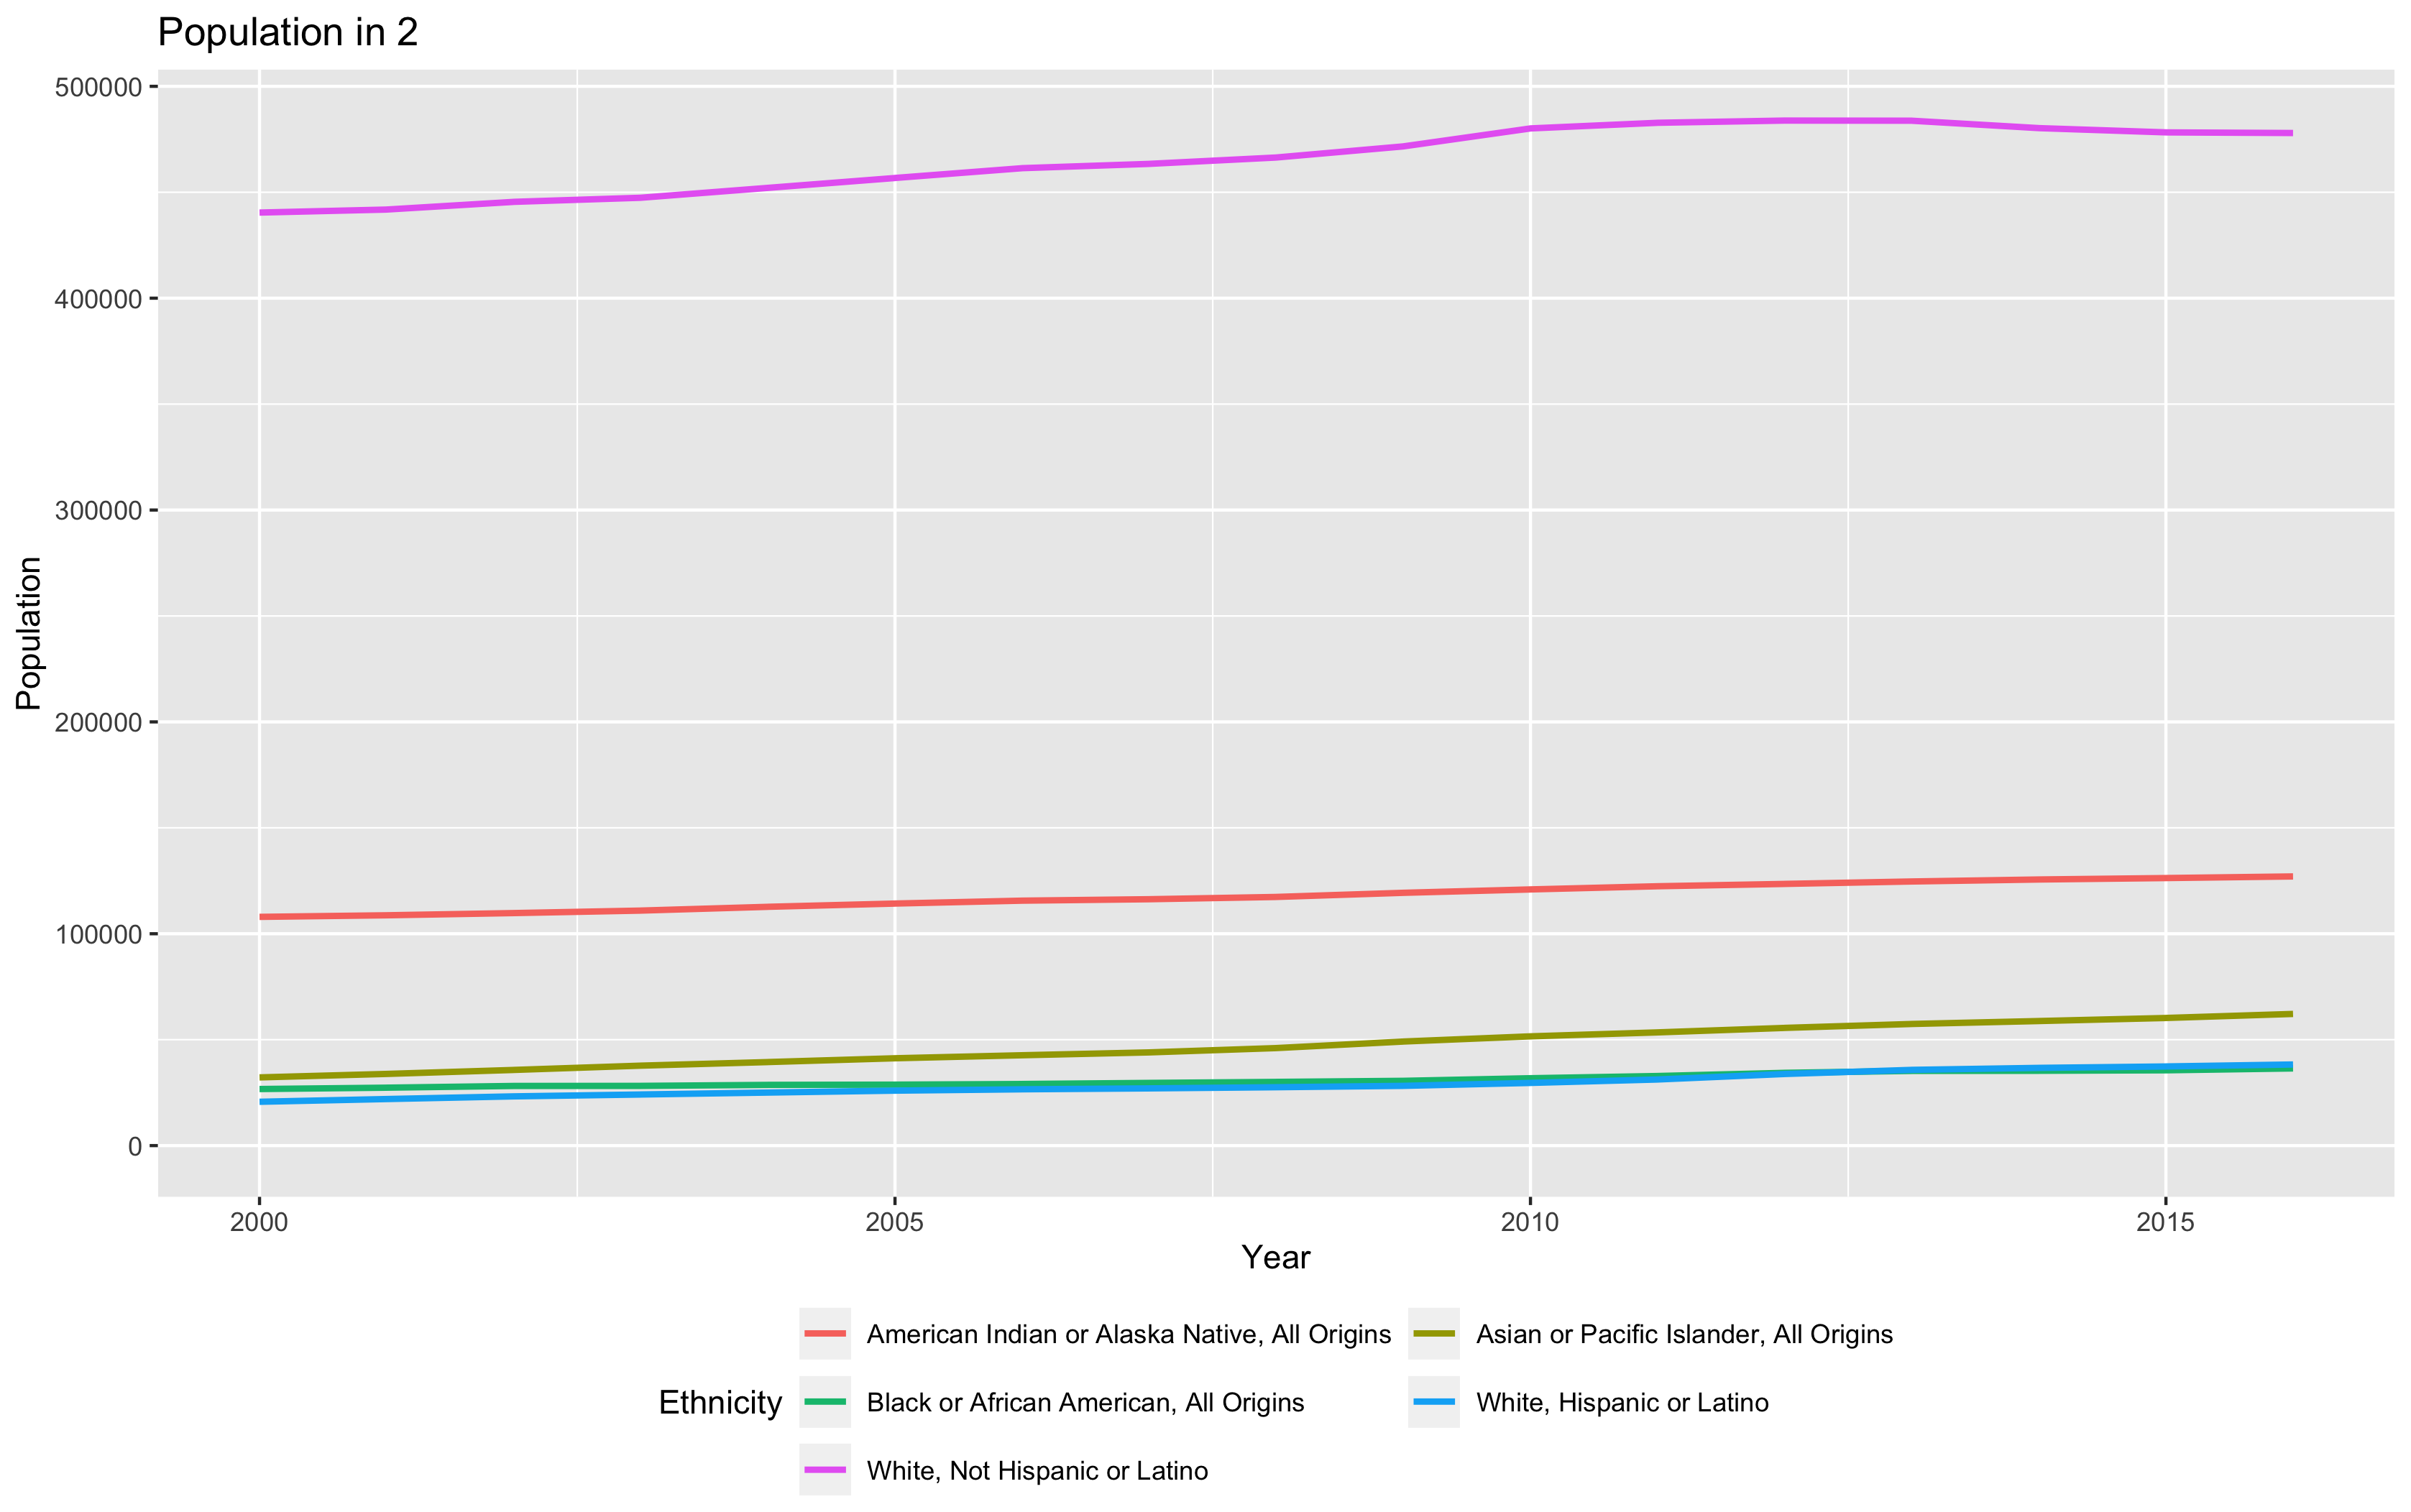 Population in 2
500000
400000
300000
200000
100000
0
Population
2000 2005 2010 2015
Year
Ethnicity
American Indian or Alaska Native, All Origins
Asian or Pacific Islander, All Origins
Black or African American, All Origins
White, Hispanic or Latino
White, Not Hispanic or Latino